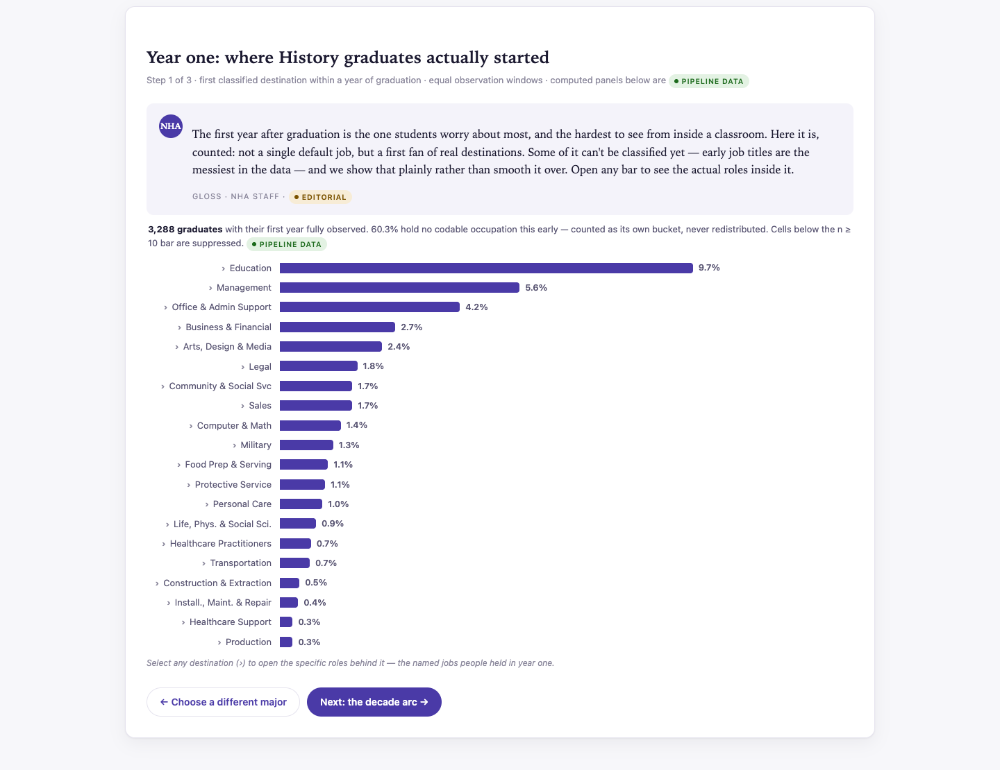 Year one: where History graduates actually started
Step 1 of 3 · first classified destination within a year of graduation · equal observation windows · computed panels below are ● PIPELINE DATA
NHA
The first year after graduation is the one students worry about most, and the hardest to see from inside a classroom. Here it is,
counted: not a single default job, but a first fan of real destinations. Some of it can't be classified yet — early job titles are the
messiest in the data — and we show that plainly rather than smooth it over. Open any bar to see the actual roles inside it.
GLOSS · NHA STAFF · ● EDITORIAL
3,288 graduates with their first year fully observed. 60.3% hold no codable occupation this early — counted as its own bucket, never redistributed. Cells below the n ≥
10 bar are suppressed. ● PIPELINE DATA
› Education 9.7%
› Management 5.6%
› Office & Admin Support 4.2%
› Business & Financial 2.7%
› Arts, Design & Media 2.4%
› Legal 1.8%
› Community & Social Svc 1.7%
› Sales 1.7%
› Computer & Math 1.4%
› Military 1.3%
› Food Prep & Serving 1.1%
› Protective Service 1.1%
› Personal Care 1.0%
› Life, Phys. & Social Sci. 0.9%
› Healthcare Practitioners 0.7%
› Transportation 0.7%
› Construction & Extraction 0.5%
› Install., Maint. & Repair 0.4%
› Healthcare Support 0.3%
› Production 0.3%
Select any destination (›) to open the specific roles behind it — the named jobs people held in year one.
← Choose a different major
Next: the decade arc →